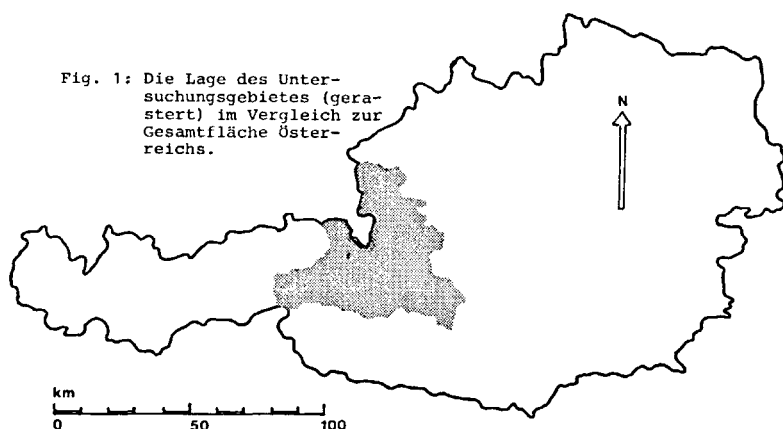 Fig. 1: Die Lage des Unter-
suchungsgebietes (gera-
stert) im Vergleich zur
Gesamtfläche Öster-
reichs.
N
km
0 50 100